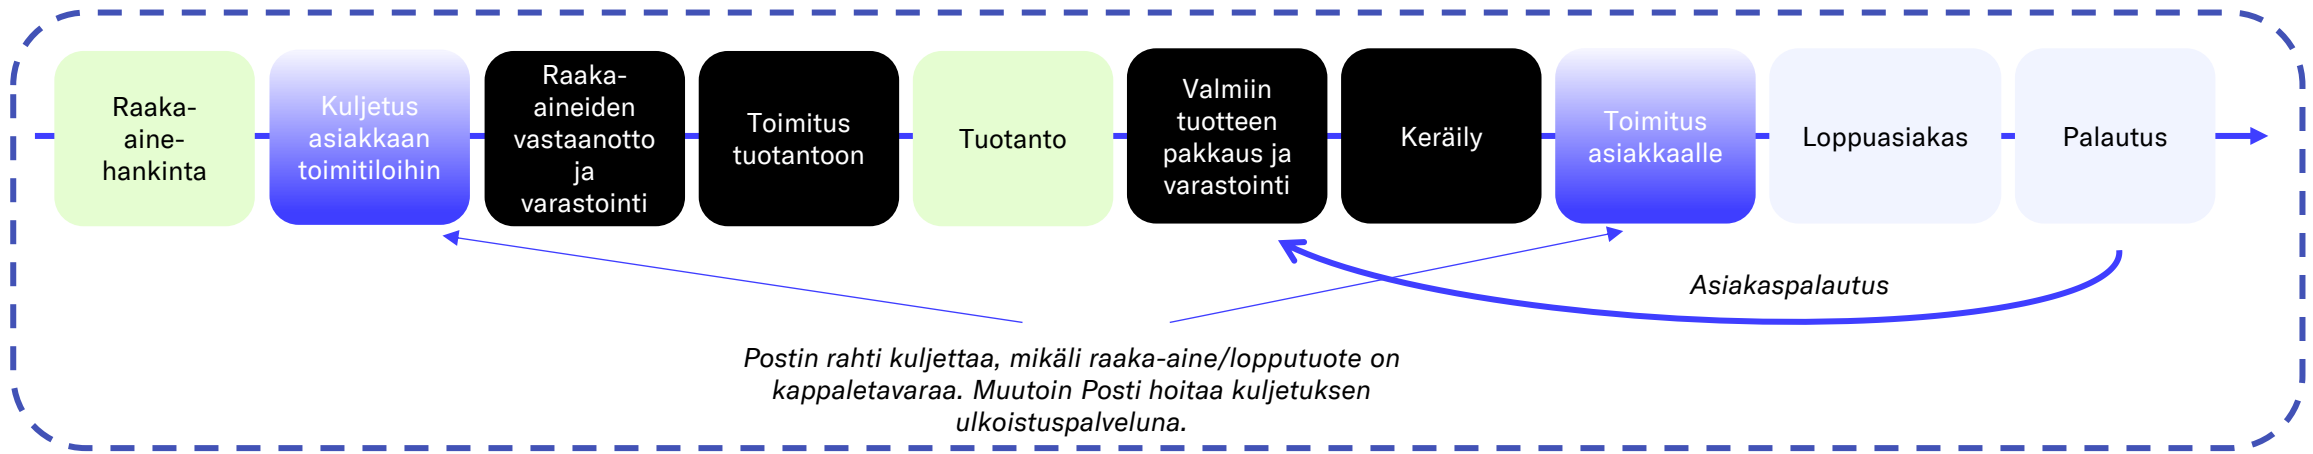 Raaka-
aine-
hankinta
Kuljetus
asiakkaan
toimitiloihin
Raaka-
aineiden
vastaanotto
ja
varastointi
Toimitus
tuotantoon
Tuotanto
Valmiin
tuotteen
pakkaus ja
varastointi
Keräily
Toimitus
asiakkaalle
Loppuasiakas
Palautus
Asiakaspalautus
Postin rahti kuljettaa, mikäli raaka-aine/lopputuote on
kappaletavaraa. Muutoin Posti hoitaa kuljetuksen
ulkoistuspalveluna.